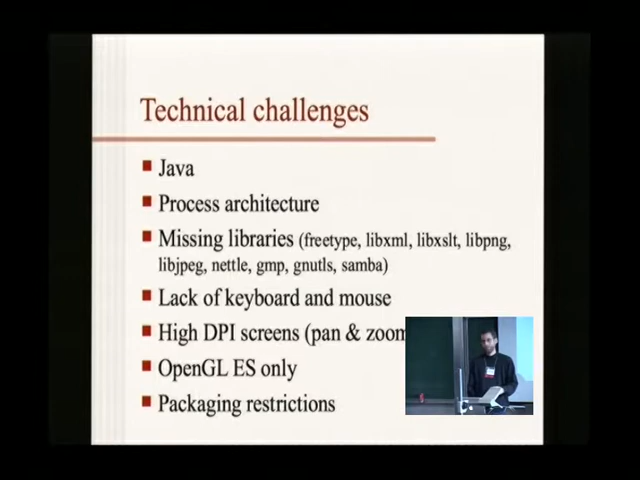 Technical challenges
Java
Process architecture
Missing libraries (freetype, libxml, libxslt, libpng,
libjpeg, nettle, gmp, gnutls, samba)
Lack of keyboard and mouse
High DPI screens (pan & zoom
OpenGL ES only
Packaging restrictions